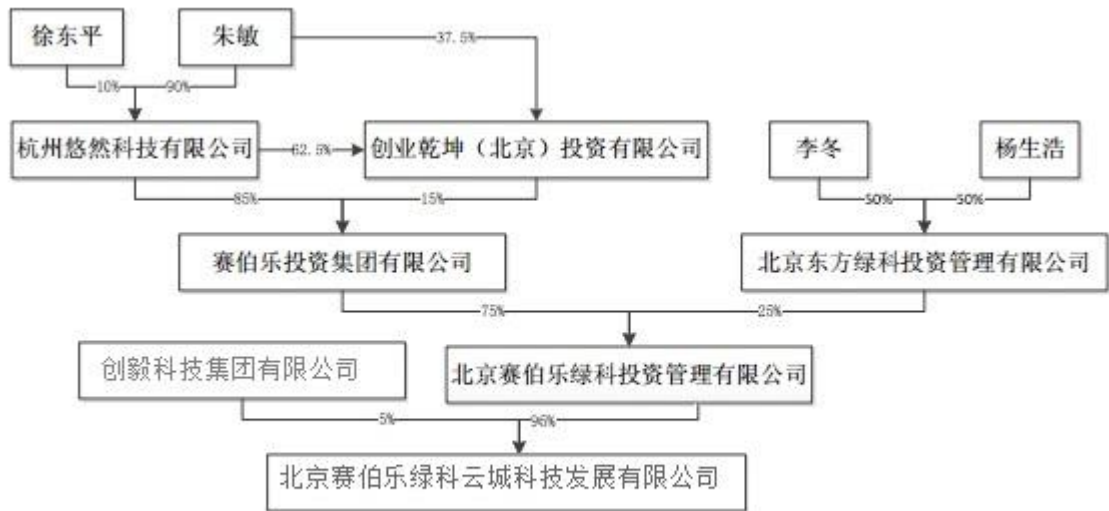 徐东平
朱敏
37.5%
10%
90%
杭州悠然科技有限公司
62.5%
创业乾坤（北京）投资有限公司
李冬
杨生浩
85%
15%
50%
50%
赛伯乐投资集团有限公司
北京东方绿科投资管理有限公司
75%
25%
创毅科技集团有限公司
北京赛伯乐绿科投资管理有限公司
5%
96%
北京赛伯乐绿科云城科技发展有限公司